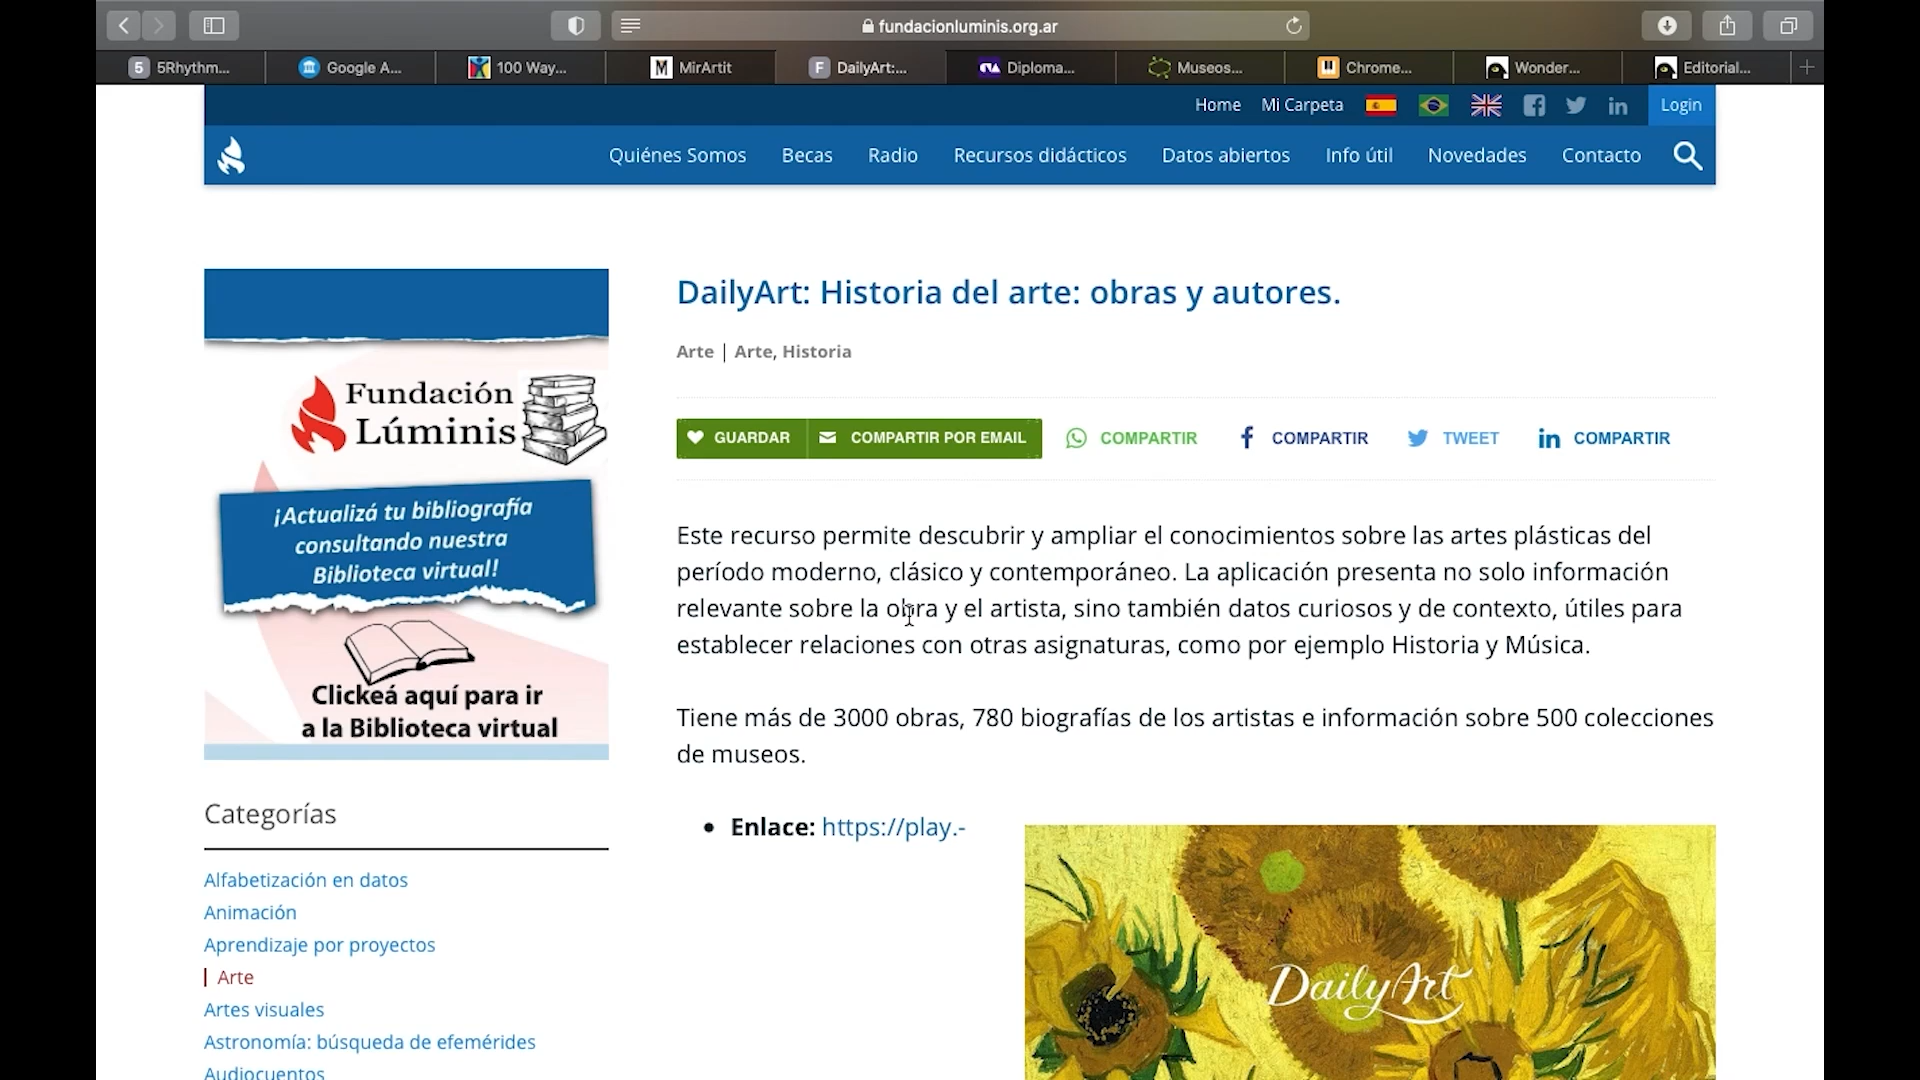 fundacionluminis.org.ar
5Rhythm...
Google A...
100 Way...
MirArtit
DailyArt:...
Diploma...
Museos...
Chrome...
Wonder...
Editorial...
Home Mi Carpeta Login
Quiénes Somos Becas Radio Recursos didácticos Datos abiertos Info útil Novedades Contacto
Fundación
Lúminis
¡Actualizá tu bibliografía
consultando nuestra
Biblioteca virtual!
Clickeá aquí para ir
a la Biblioteca virtual
Categorías
Alfabetización en datos
Animación
Aprendizaje por proyectos
Arte
Artes visuales
Astronomía: búsqueda de efemérides
Audiocuentos
DailyArt: Historia del arte: obras y autores.
Arte | Arte, Historia
GUARDAR COMPARTIR POR EMAIL COMPARTIR COMPARTIR TWEET COMPARTIR
Este recurso permite descubrir y ampliar el conocimientos sobre las artes plásticas del
período moderno, clásico y contemporáneo. La aplicación presenta no solo información
relevante sobre la obra y el artista, sino también datos curiosos y de contexto, útiles para
establecer relaciones con otras asignaturas, como por ejemplo Historia y Música.
Tiene más de 3000 obras, 780 biografías de los artistas e información sobre 500 colecciones
de museos.
• Enlace: https://play.-
DailyArt